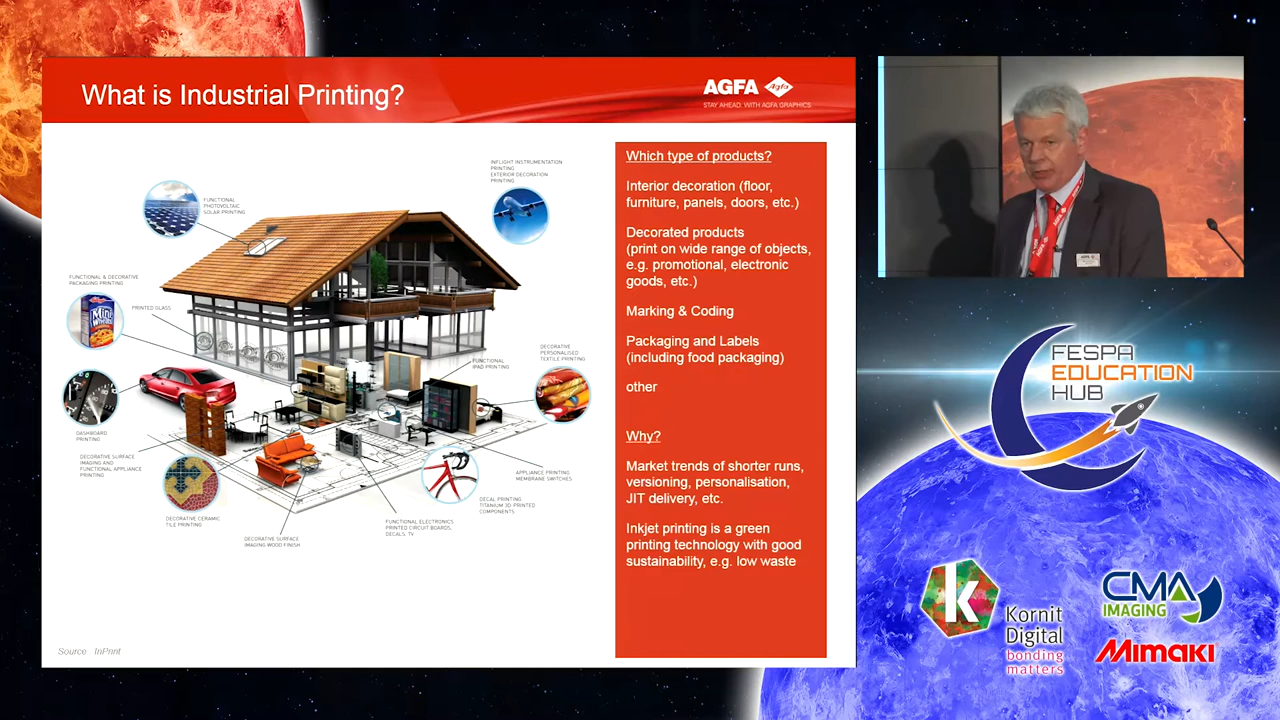 What is Industrial Printing?
AGFA
Agfa
STAY AHEAD. WITH AGFA GRAPHICS.
INFLIGHT INSTRUMENTATION
PRINTING
EXTERIOR DECORATION
PRINTING
FUNCTIONAL
PHOTOVOLTAIC
SOLAR PRINTING
FUNCTIONAL & DECORATIVE
PACKAGING PRINTING
PRINTED GLASS
Mini
Wheats
DECORATIVE
PERSONALISED
TEXTILE PRINTING
FUNCTIONAL
IPAD PRINTING
DASHBOARD
PRINTING
DECORATIVE SURFACE
IMAGING AND
FUNCTIONAL APPLIANCE
PRINTING
APPLIANCE PRINTING
MEMBRANE SWITCHES
DECAL PRINTING
TITANIUM 3D-PRINTED
COMPONENTS
DECORATIVE CERAMIC
TILE PRINTING
FUNCTIONAL ELECTRONICS
PRINTED CIRCUIT BOARDS,
DECALS, TV
DECORATIVE SURFACE
IMAGING WOOD FINISH
Source InPrint
Which type of products?
Interior decoration (floor,
furniture, panels, doors, etc.)
Decorated products
(print on wide range of objects,
e.g. promotional, electronic
goods, etc.)
Marking & Coding
Packaging and Labels
(including food packaging)
other
Why?
Market trends of shorter runs,
versioning, personalisation,
JIT delivery, etc.
Inkjet printing is a green
printing technology with good
sustainability, e.g. low waste
FESPA
EDUCATION
HUB
k
Kornit
Digital
bonding
matters
CMA
IMAGING
Mimaki